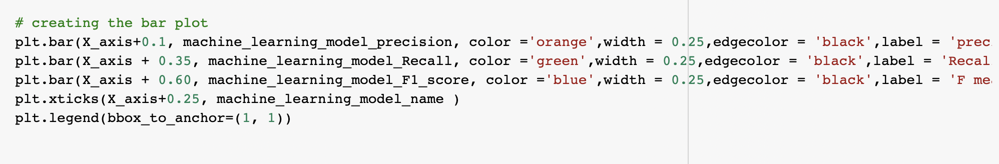 # creating the bar plot
plt.bar(X_axis+0.1, machine_learning_model_precision, color ='orange',width = 0.25,edgecolor = 'black',label = 'prec
plt.bar(X_axis + 0.35, machine_learning_model_Recall, color ='green',width = 0.25,edgecolor = 'black',label = 'Recal
plt.bar(X_axis + 0.60, machine_learning_model_F1_score, color ='blue',width = 0.25,edgecolor = 'black',label = 'F me
plt.xticks(X_axis+0.25, machine_learning_model_name )
plt.legend(bbox_to_anchor=(1, 1))